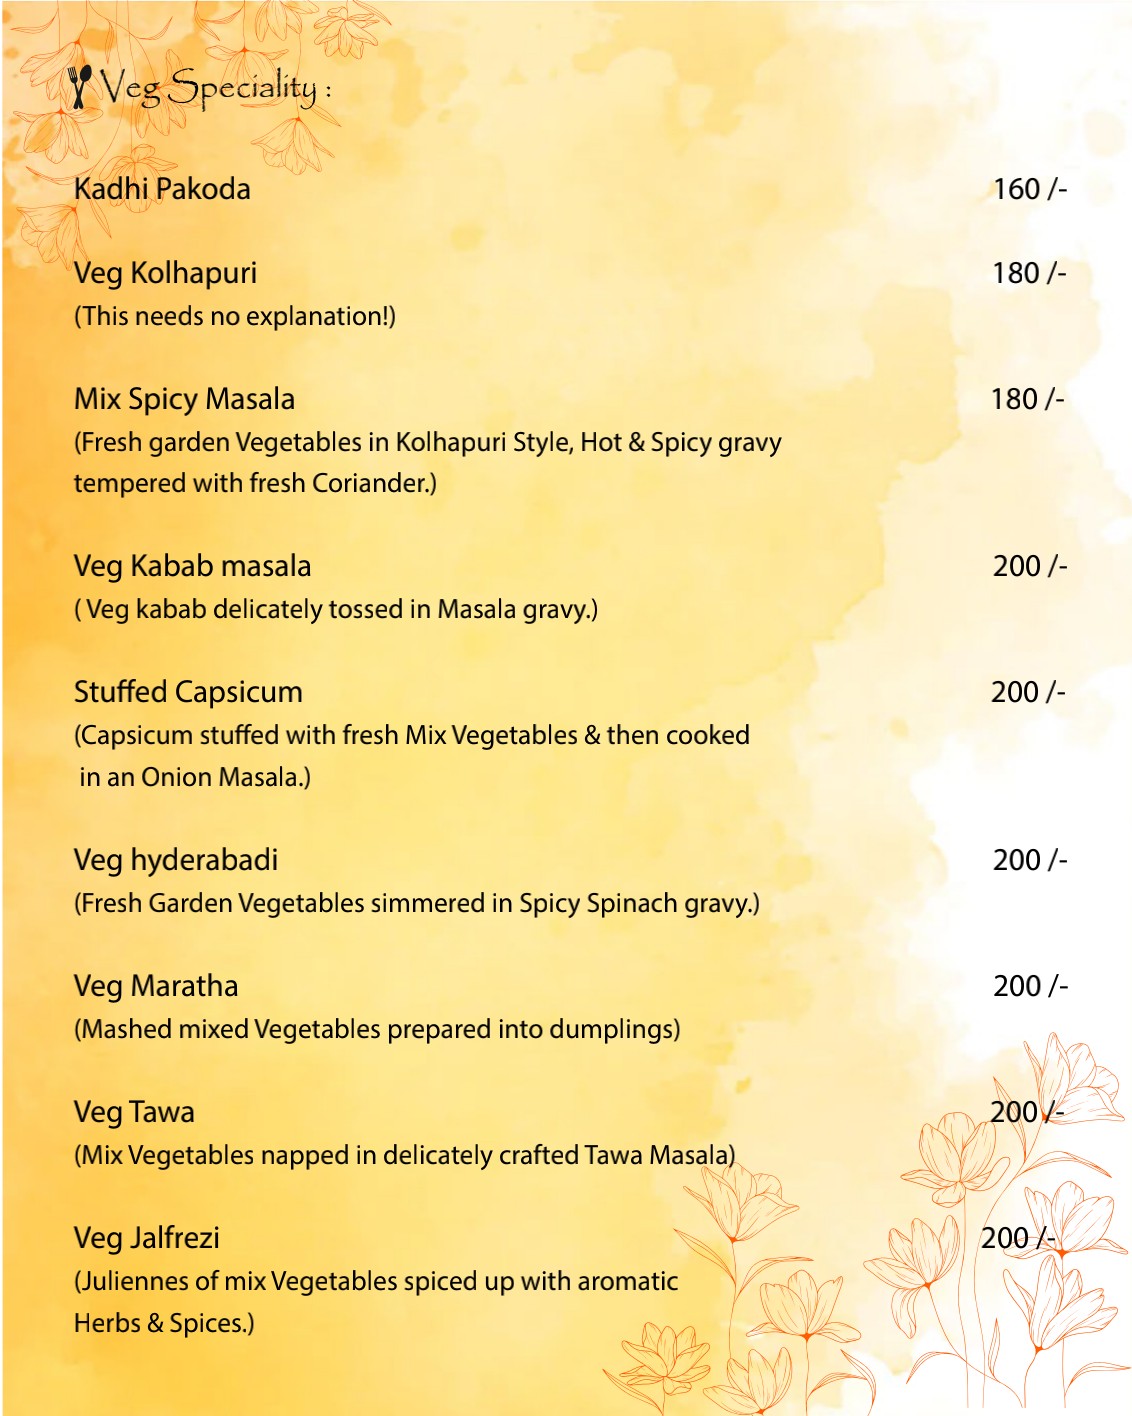 Veg Speciality :
Kadhi Pakoda 160 /-
Veg Kolhapuri 180 /-
(This needs no explanation!)
Mix Spicy Masala 180 /-
(Fresh garden Vegetables in Kolhapuri Style, Hot & Spicy gravy
tempered with fresh Coriander.)
Veg Kabab masala 200 /-
( Veg kabab delicately tossed in Masala gravy.)
Stuffed Capsicum 200 /-
(Capsicum stuffed with fresh Mix Vegetables & then cooked
in an Onion Masala.)
Veg hyderabadi 200 /-
(Fresh Garden Vegetables simmered in Spicy Spinach gravy.)
Veg Maratha 200 /-
(Mashed mixed Vegetables prepared into dumplings)
Veg Tawa 200 /-
(Mix Vegetables napped in delicately crafted Tawa Masala)
Veg Jalfrezi 200 /-
(Juliennes of mix Vegetables spiced up with aromatic
Herbs & Spices.)